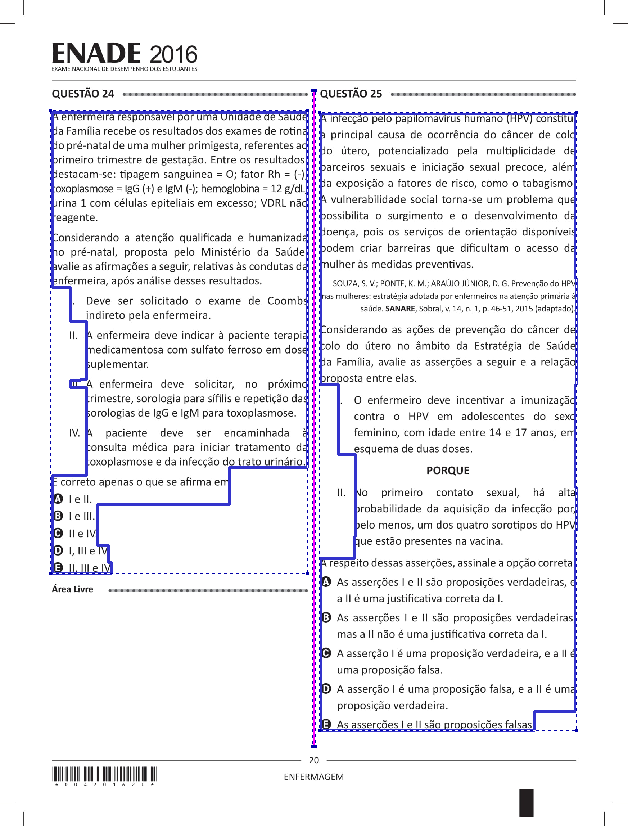 ENADE 2016
EXAME NACIONAL DE DESEMPENHO DOS ESTUDANTES
QUESTÃO 24
A enfermeira responsável por uma Unidade de Saúde
da Família recebe os resultados dos exames de rotina
do pré-natal de uma mulher primigesta, referentes ao
primeiro trimestre de gestação. Entre os resultados,
destacam-se: tipagem sanguínea = O; fator Rh = (-);
toxoplasmose = IgG (+) e IgM (-); hemoglobina = 12 g/dL;
urina 1 com células epiteliais em excesso; VDRL não
reagente.
Considerando a atenção qualificada e humanizada
no pré-natal, proposta pelo Ministério da Saúde,
avalie as afirmações a seguir, relativas às condutas da
enfermeira, após análise desses resultados.
I. Deve ser solicitado o exame de Coombs
indireto pela enfermeira.
II. A enfermeira deve indicar à paciente terapia
medicamentosa com sulfato ferroso em dose
suplementar.
III. A enfermeira deve solicitar, no próximo
trimestre, sorologia para sífilis e repetição das
sorologias de IgG e IgM para toxoplasmose.
IV. A paciente deve ser encaminhada à
consulta médica para iniciar tratamento da
toxoplasmose e da infecção do trato urinário.
É correto apenas o que se afirma em
A I e II.
B I e III.
C II e IV.
D I, III e IV.
E II, III e IV.
Área Livre
QUESTÃO 25
A infecção pelo papilomavírus humano (HPV) constitui
a principal causa de ocorrência do câncer de colo
do útero, potencializado pela multiplicidade de
parceiros sexuais e iniciação sexual precoce, além
da exposição a fatores de risco, como o tabagismo.
A vulnerabilidade social torna-se um problema que
possibilita o surgimento e o desenvolvimento da
doença, pois os serviços de orientação disponíveis
podem criar barreiras que dificultam o acesso da
mulher às medidas preventivas.
SOUZA, S. V.; PONTE, K. M.; ARAÚJO JÚNIOR, D. G. Prevenção do HPV
nas mulheres: estratégia adotada por enfermeiros na atenção primária à
saúde. SANARE, Sobral, v. 14, n. 1, p. 46-51, 2015 (adaptado).
Considerando as ações de prevenção do câncer de
colo do útero no âmbito da Estratégia de Saúde
da Família, avalie as asserções a seguir e a relação
proposta entre elas.
I. O enfermeiro deve incentivar a imunização
contra o HPV em adolescentes do sexo
feminino, com idade entre 14 e 17 anos, em
esquema de duas doses.
PORQUE
II. No primeiro contato sexual, há alta
probabilidade da aquisição da infecção por,
pelo menos, um dos quatro sorotipos do HPV
que estão presentes na vacina.
A respeito dessas asserções, assinale a opção correta.
A As asserções I e II são proposições verdadeiras, e
a II é uma justificativa correta da I.
B As asserções I e II são proposições verdadeiras,
mas a II não é uma justificativa correta da I.
C A asserção I é uma proposição verdadeira, e a II é
uma proposição falsa.
D A asserção I é uma proposição falsa, e a II é uma
proposição verdadeira.
E As asserções I e II são proposições falsas.
20
ENFERMAGEM